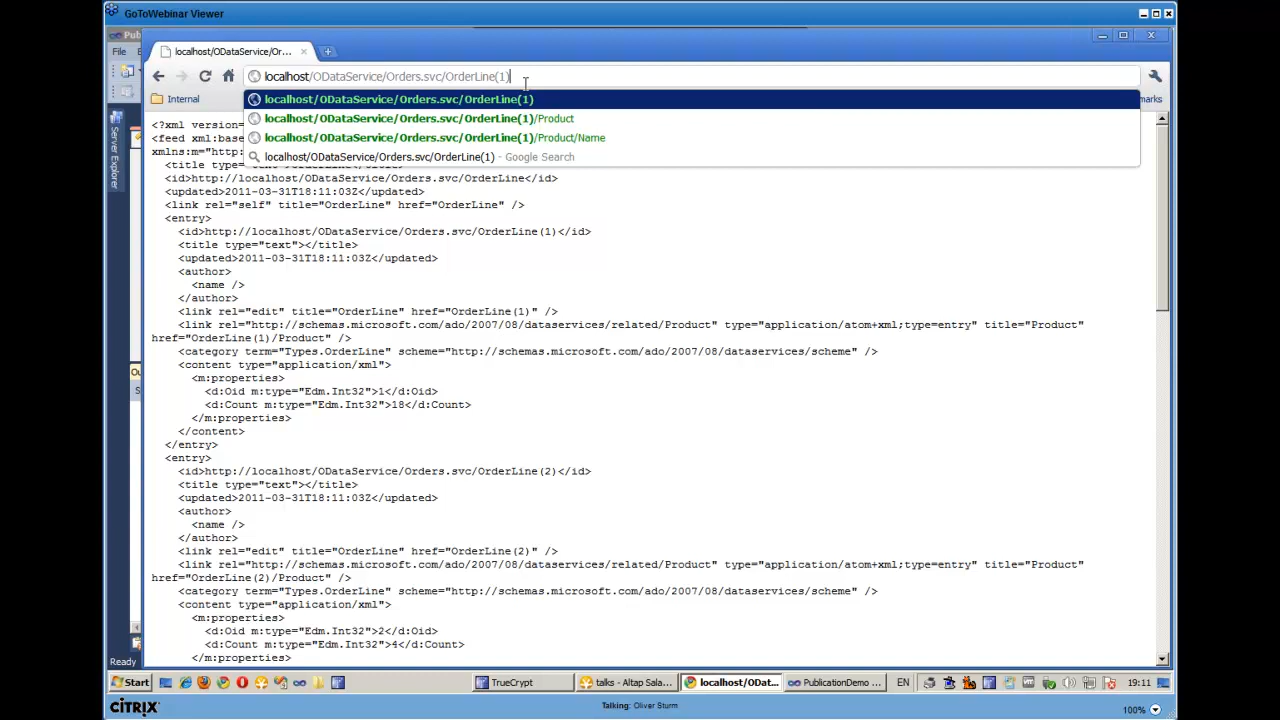 GoToWebinar Viewer
Pub
localhost/ODataService/Or...
File
localhost/ODataService/Orders.svc/OrderLine(1)
Internal
marks
localhost/ODataService/Orders.svc/OrderLine(1)
localhost/ODataService/Orders.svc/OrderLine(1)/Product
localhost/ODataService/Orders.svc/OrderLine(1)/Product/Name
localhost/ODataService/Orders.svc/OrderLine(1) - Google Search
Server Explorer
<?xml version=
<feed xml:base
xmlns:m="http:
<title type="text">
<id>http://localhost/ODataService/Orders.svc/OrderLine</id>
<updated>2011-03-31T18:11:03Z</updated>
<link rel="self" title="OrderLine" href="OrderLine" />
<entry>
<id>http://localhost/ODataService/Orders.svc/OrderLine(1)</id>
<title type="text"></title>
<updated>2011-03-31T18:11:03Z</updated>
<author>
<name />
</author>
<link rel="edit" title="OrderLine" href="OrderLine(1)" />
<link rel="http://schemas.microsoft.com/ado/2007/08/dataservices/related/Product" type="application/atom+xml;type=entry" title="Product"
href="OrderLine(1)/Product" />
<category term="Types.OrderLine" scheme="http://schemas.microsoft.com/ado/2007/08/dataservices/scheme" />
<content type="application/xml">
<m:properties>
<d:Oid m:type="Edm.Int32">1</d:Oid>
<d:Count m:type="Edm.Int32">18</d:Count>
</m:properties>
</content>
</entry>
<entry>
<id>http://localhost/ODataService/Orders.svc/OrderLine(2)</id>
<title type="text"></title>
<updated>2011-03-31T18:11:03Z</updated>
<author>
<name />
</author>
<link rel="edit" title="OrderLine" href="OrderLine(2)" />
<link rel="http://schemas.microsoft.com/ado/2007/08/dataservices/related/Product" type="application/atom+xml;type=entry" title="Product"
href="OrderLine(2)/Product" />
<category term="Types.OrderLine" scheme="http://schemas.microsoft.com/ado/2007/08/dataservices/scheme" />
<content type="application/xml">
<m:properties>
<d:Oid m:type="Edm.Int32">2</d:Oid>
<d:Count m:type="Edm.Int32">4</d:Count>
</m:properties>
Ready
Start
TrueCrypt
talks - Altap Sala...
localhost/ODat...
PublicationDemo ...
EN
19:11
CITRIX
Talking: Oliver Sturm
100%